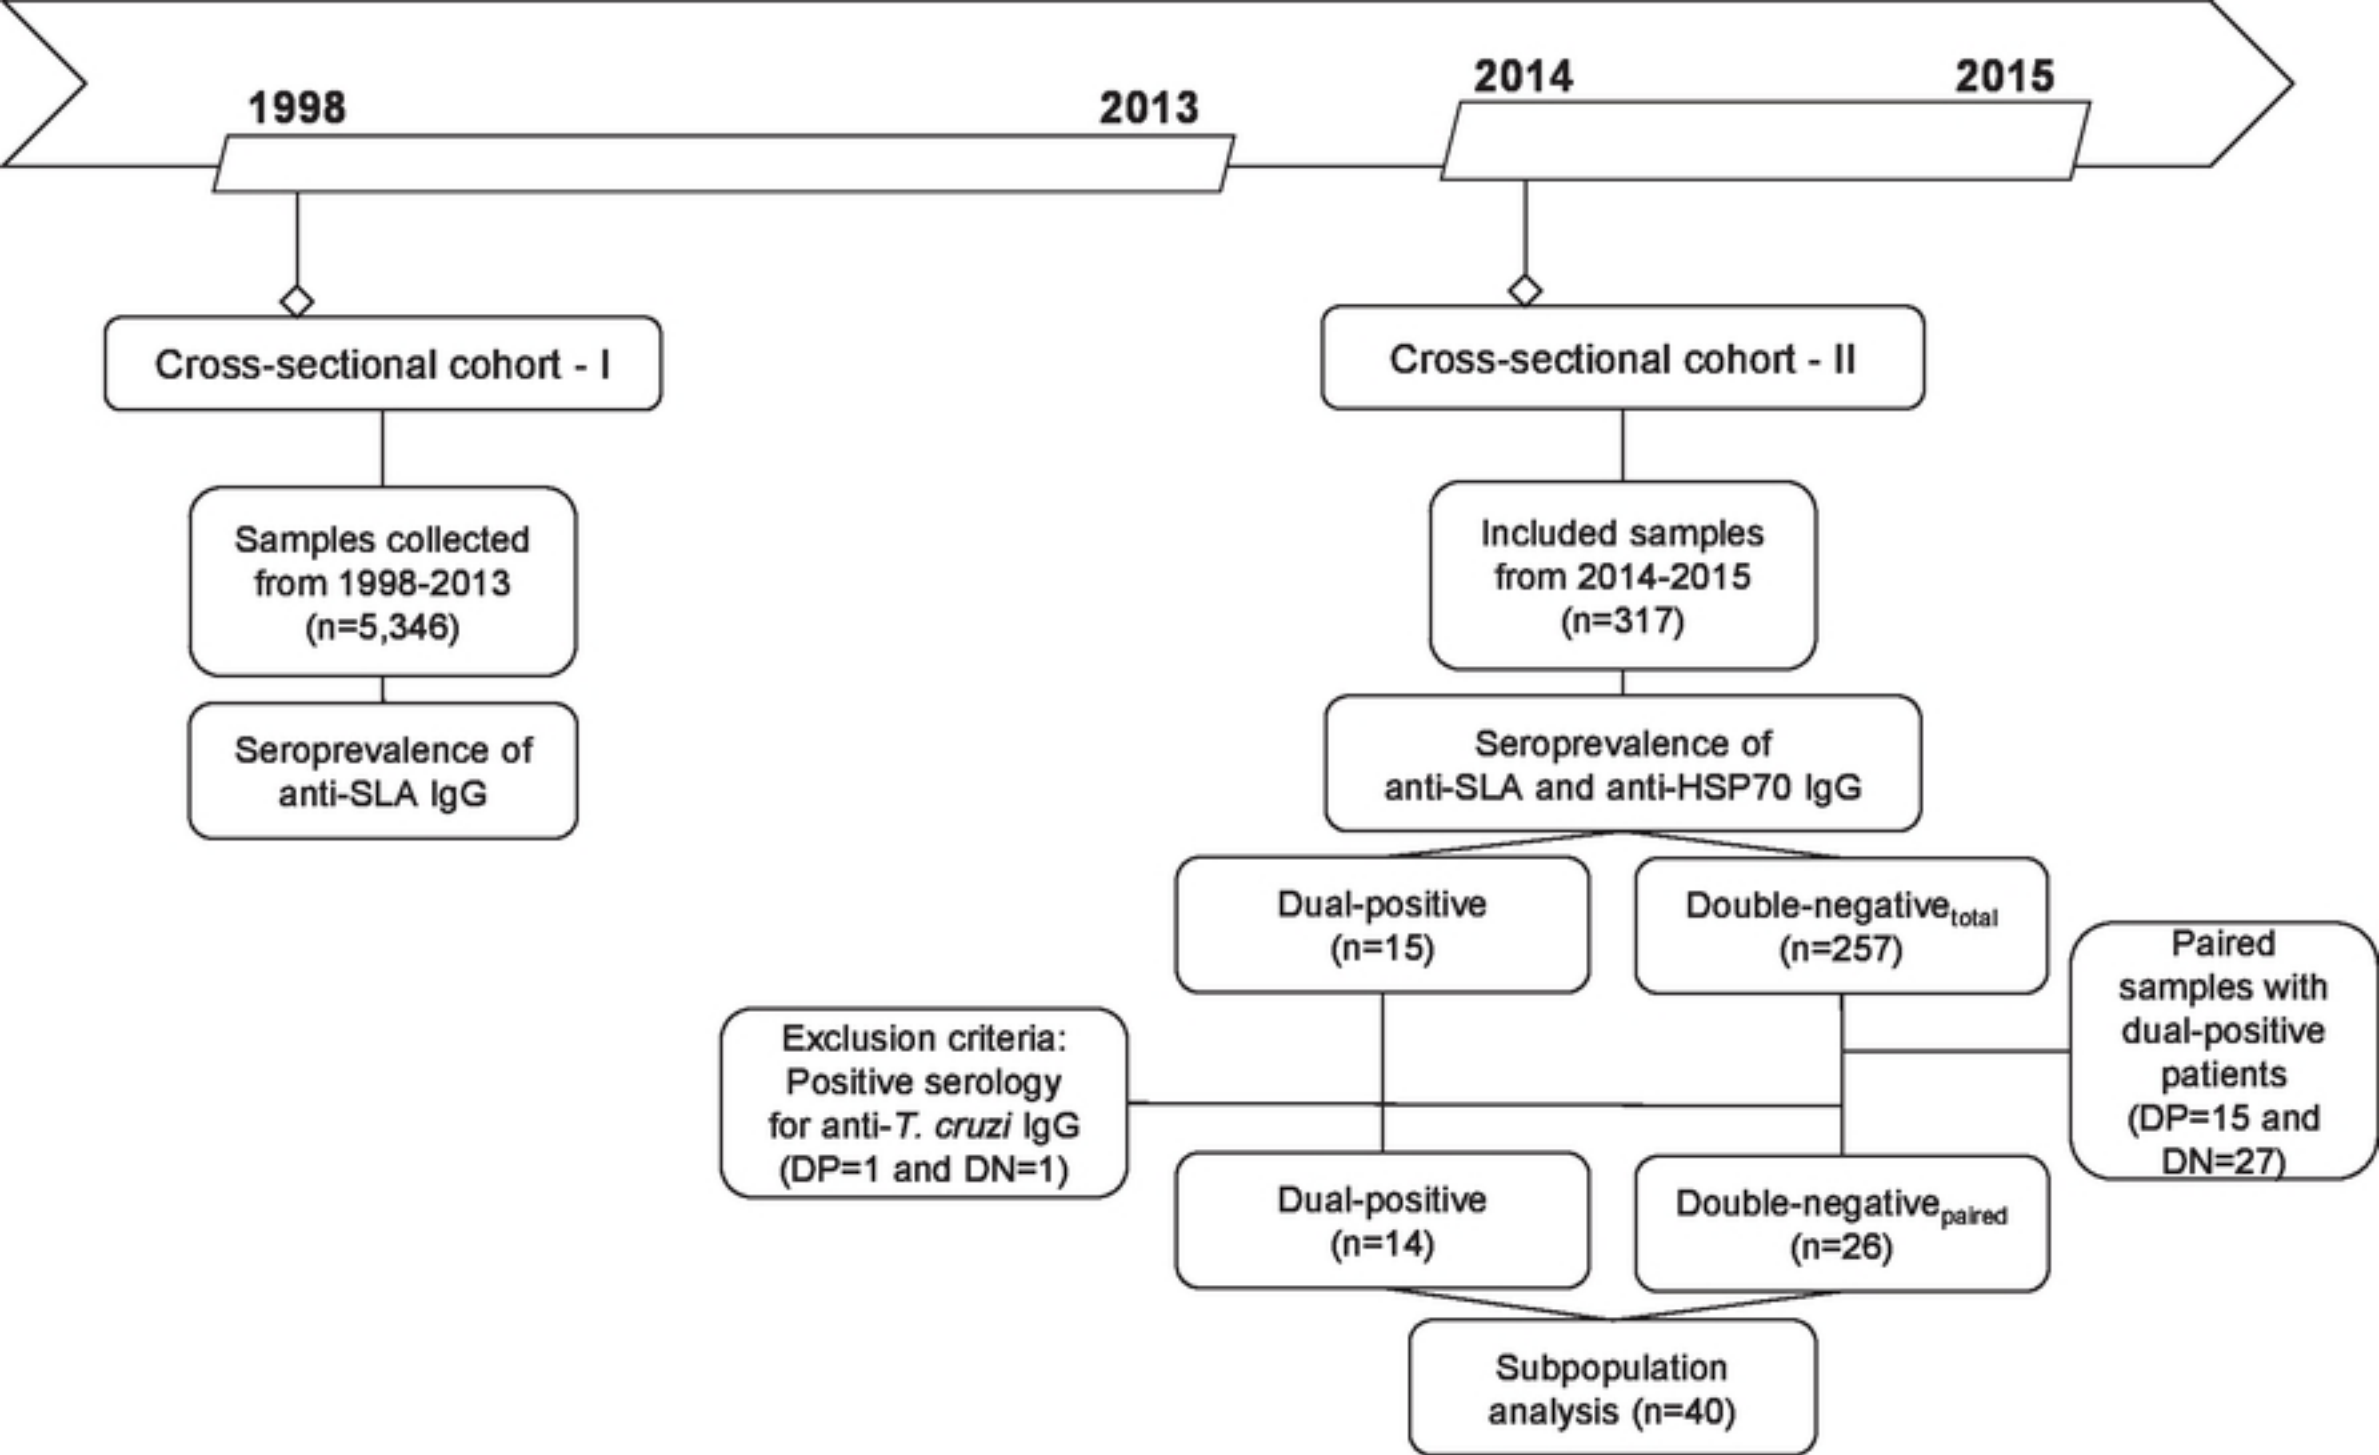 1998
2013
2014
2015
Cross-sectional cohort - I
Samples collected
from 1998-2013
(n=5,346)
Seroprevalence of
anti-SLA IgG
Cross-sectional cohort - II
Included samples
from 2014-2015
(n=317)
Seroprevalence of
anti-SLA and anti-HSP70 IgG
Dual-positive
(n=15)
Double-negativetotal
(n=257)
Paired
samples with
dual-positive
patients
(DP=15 and
DN=27)
Exclusion criteria:
Positive serology
for anti-T. cruzi IgG
(DP=1 and DN=1)
Dual-positive
(n=14)
Double-negativepaired
(n=26)
Subpopulation
analysis (n=40)